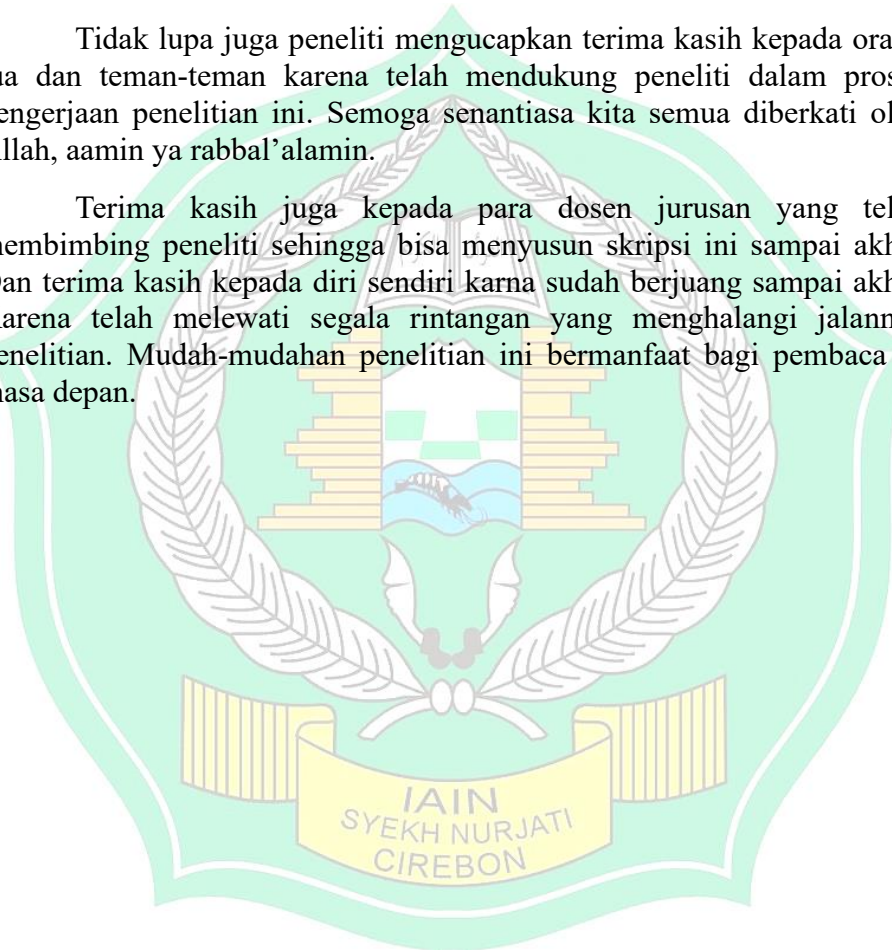 Tidak lupa juga peneliti mengucapkan terima kasih kepada ora
ua dan teman-teman karena telah mendukung peneliti dalam pros
engerjaan penelitian ini. Semoga senantiasa kita semua diberkati ol
llah, aamin ya rabbal’alamin.
Terima kasih juga kepada para dosen jurusan yang tel
embimbing peneliti sehingga bisa menyusun skripsi ini sampai akh
an terima kasih kepada diri sendiri karna sudah berjuang sampai akh
arena telah melewati segala rintangan yang menghalangi jalann
enelitian. Mudah-mudahan penelitian ini bermanfaat bagi pembaca
asa depan.
IAIN
SYEKH NURJATI
CIREBON